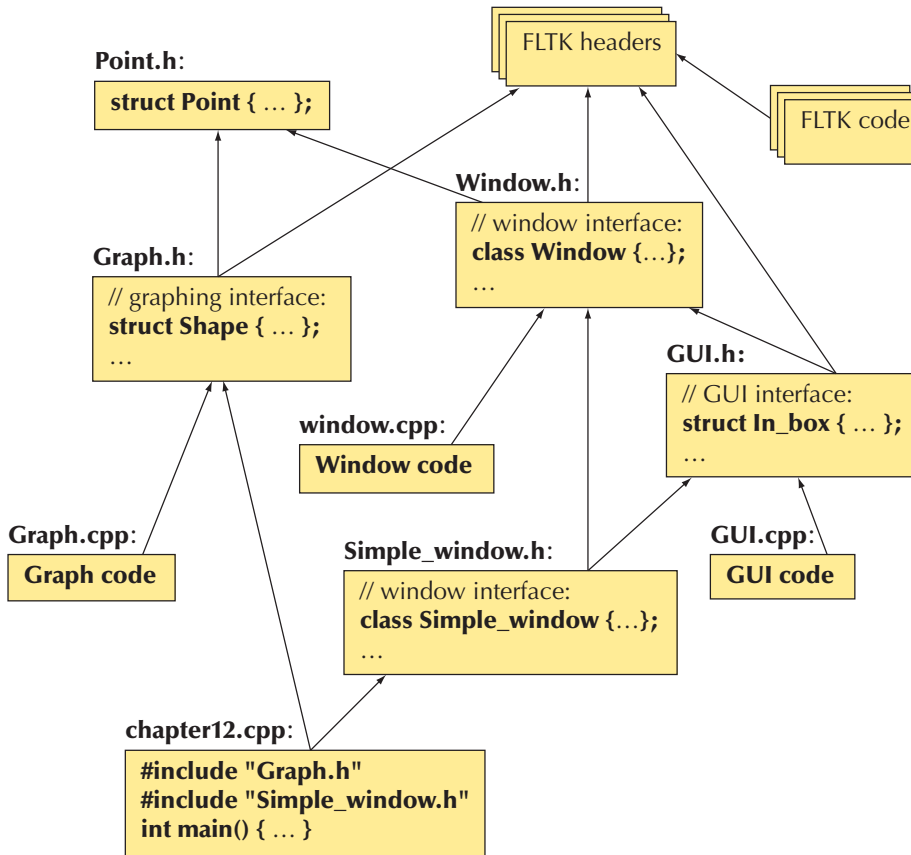 FLTK headers
Point.h:
struct Point { … };
FLTK code
Window.h:
// window interface:
class Window {…};
…
Graph.h:
// graphing interface:
struct Shape { … };
…
GUI.h:
// GUI interface:
struct In_box { … };
…
window.cpp:
Window code
Graph.cpp:
Graph code
Simple_window.h:
// window interface:
class Simple_window {…};
…
GUI.cpp:
GUI code
chapter12.cpp:
#include "Graph.h"
#include "Simple_window.h"
int main() { … }